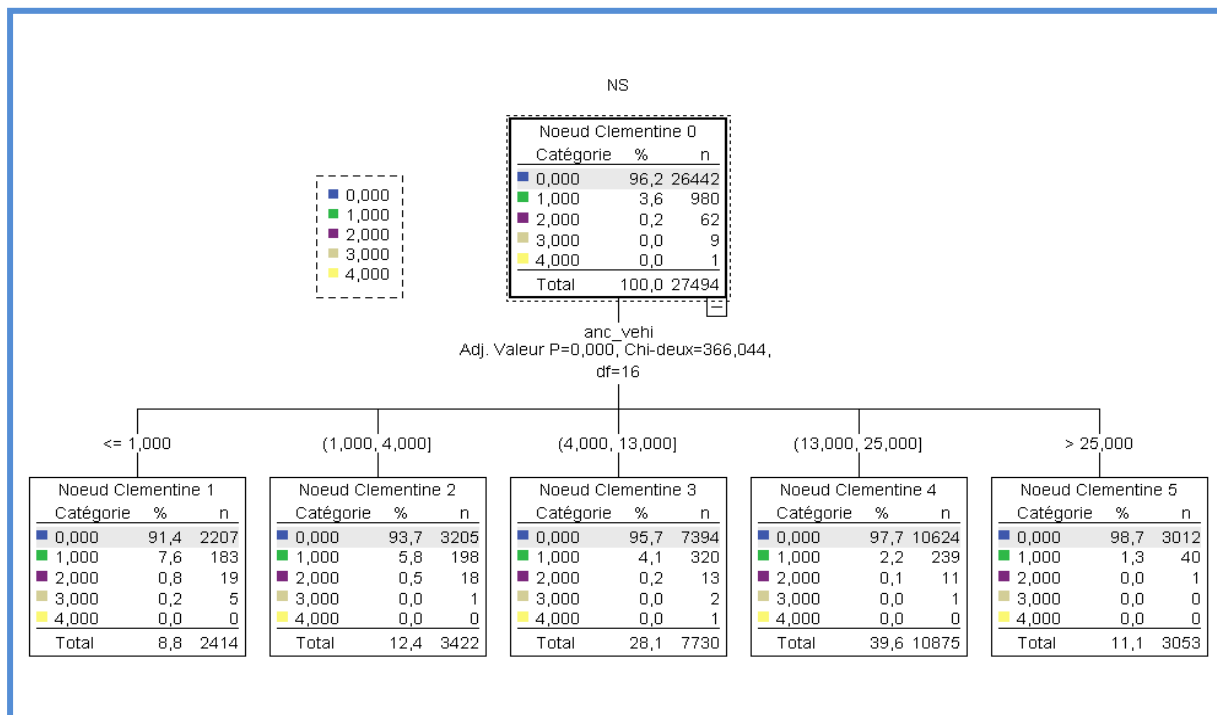 NS
Noeud Clementine 0
Catégorie % n
0,000 96,2 26442
1,000 3,6 980
2,000 0,2 62
3,000 0,0 9
4,000 0,0 1
Total 100,0 27494
0,000
1,000
2,000
3,000
4,000
anc_vehi
Adj. Valeur P=0,000, Chi-deux=366,044,
df=16
<= 1,000
(1,000, 4,000]
(4,000, 13,000]
(13,000, 25,000]
> 25,000
Noeud Clementine 1
Catégorie % n
0,000 91,4 2207
1,000 7,6 183
2,000 0,8 19
3,000 0,2 5
4,000 0,0 0
Total 8,8 2414
Noeud Clementine 2
Catégorie % n
0,000 93,7 3205
1,000 5,8 198
2,000 0,5 18
3,000 0,0 1
4,000 0,0 0
Total 12,4 3422
Noeud Clementine 3
Catégorie % n
0,000 95,7 7394
1,000 4,1 320
2,000 0,2 13
3,000 0,0 2
4,000 0,0 1
Total 28,1 7730
Noeud Clementine 4
Catégorie % n
0,000 97,7 10624
1,000 2,2 239
2,000 0,1 11
3,000 0,0 1
4,000 0,0 0
Total 39,6 10875
Noeud Clementine 5
Catégorie % n
0,000 98,7 3012
1,000 1,3 40
2,000 0,0 1
3,000 0,0 0
4,000 0,0 0
Total 11,1 3053